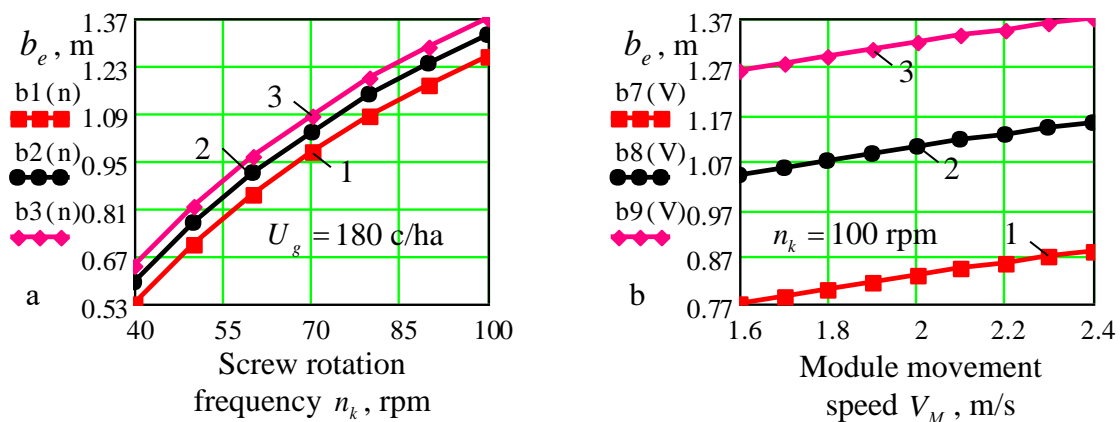 b_e , m
b1(n)
b2(n)
b3(n)
1.37
1.23
1.09
0.95
0.81
0.67
0.53
3
2
1
U_g = 180 c/ha
a
40
55
70
85
100
Screw rotation
frequency n_k , rpm
b_e , m
b7(V)
b8(V)
b9(V)
1.37
1.27
1.17
1.07
0.97
0.87
0.77
3
2
n_k = 100 rpm
1
b
1.6
1.8
2
2.2
2.4
Module movement
speed V_M , m/s